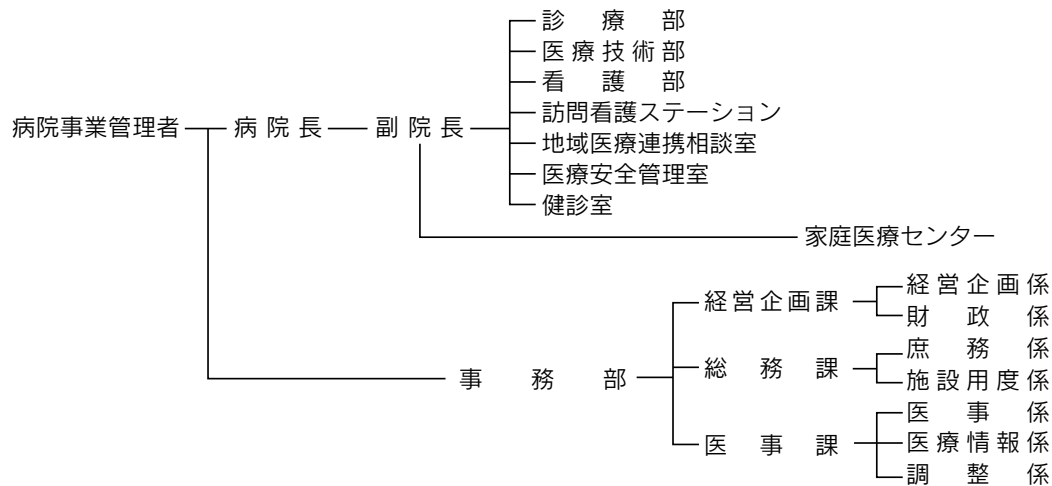 診療部
医療技術部
看護部
訪問看護ステーション
病院事業管理者 病院長 副院長
地域医療連携相談室
医療安全管理室
健診室
家庭医療センター
経営企画係
経営企画課
財政係
庶務係
総務課
施設用度係
事務部
医事係
医事課
医療情報係
調整係